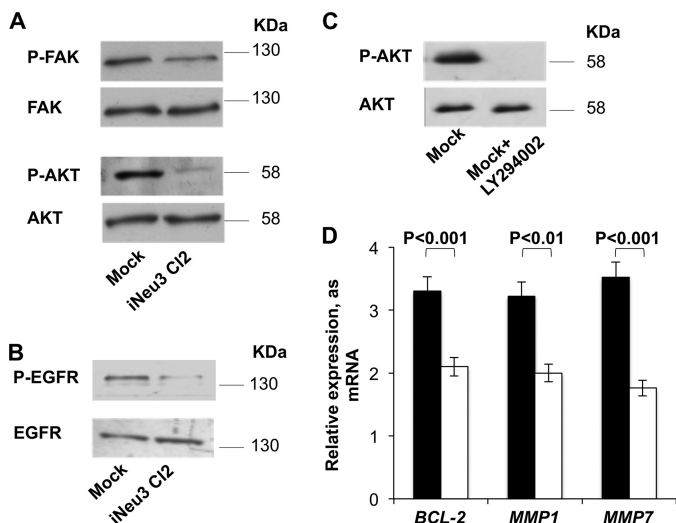 A
KDa
P-FAK
130
FAK
130
P-AKT
58
AKT
58
Mock
iNeu3 Cl2
B
KDa
P-EGFR
130
EGFR
130
Mock
iNeu3 Cl2
C
KDa
P-AKT
58
AKT
58
Mock
Mock+
LY294002
D
P<0.001
P<0.01
P<0.001
Relative expression, as
mRNA
4
3
2
1
0
BCL-2
MMP1
MMP7